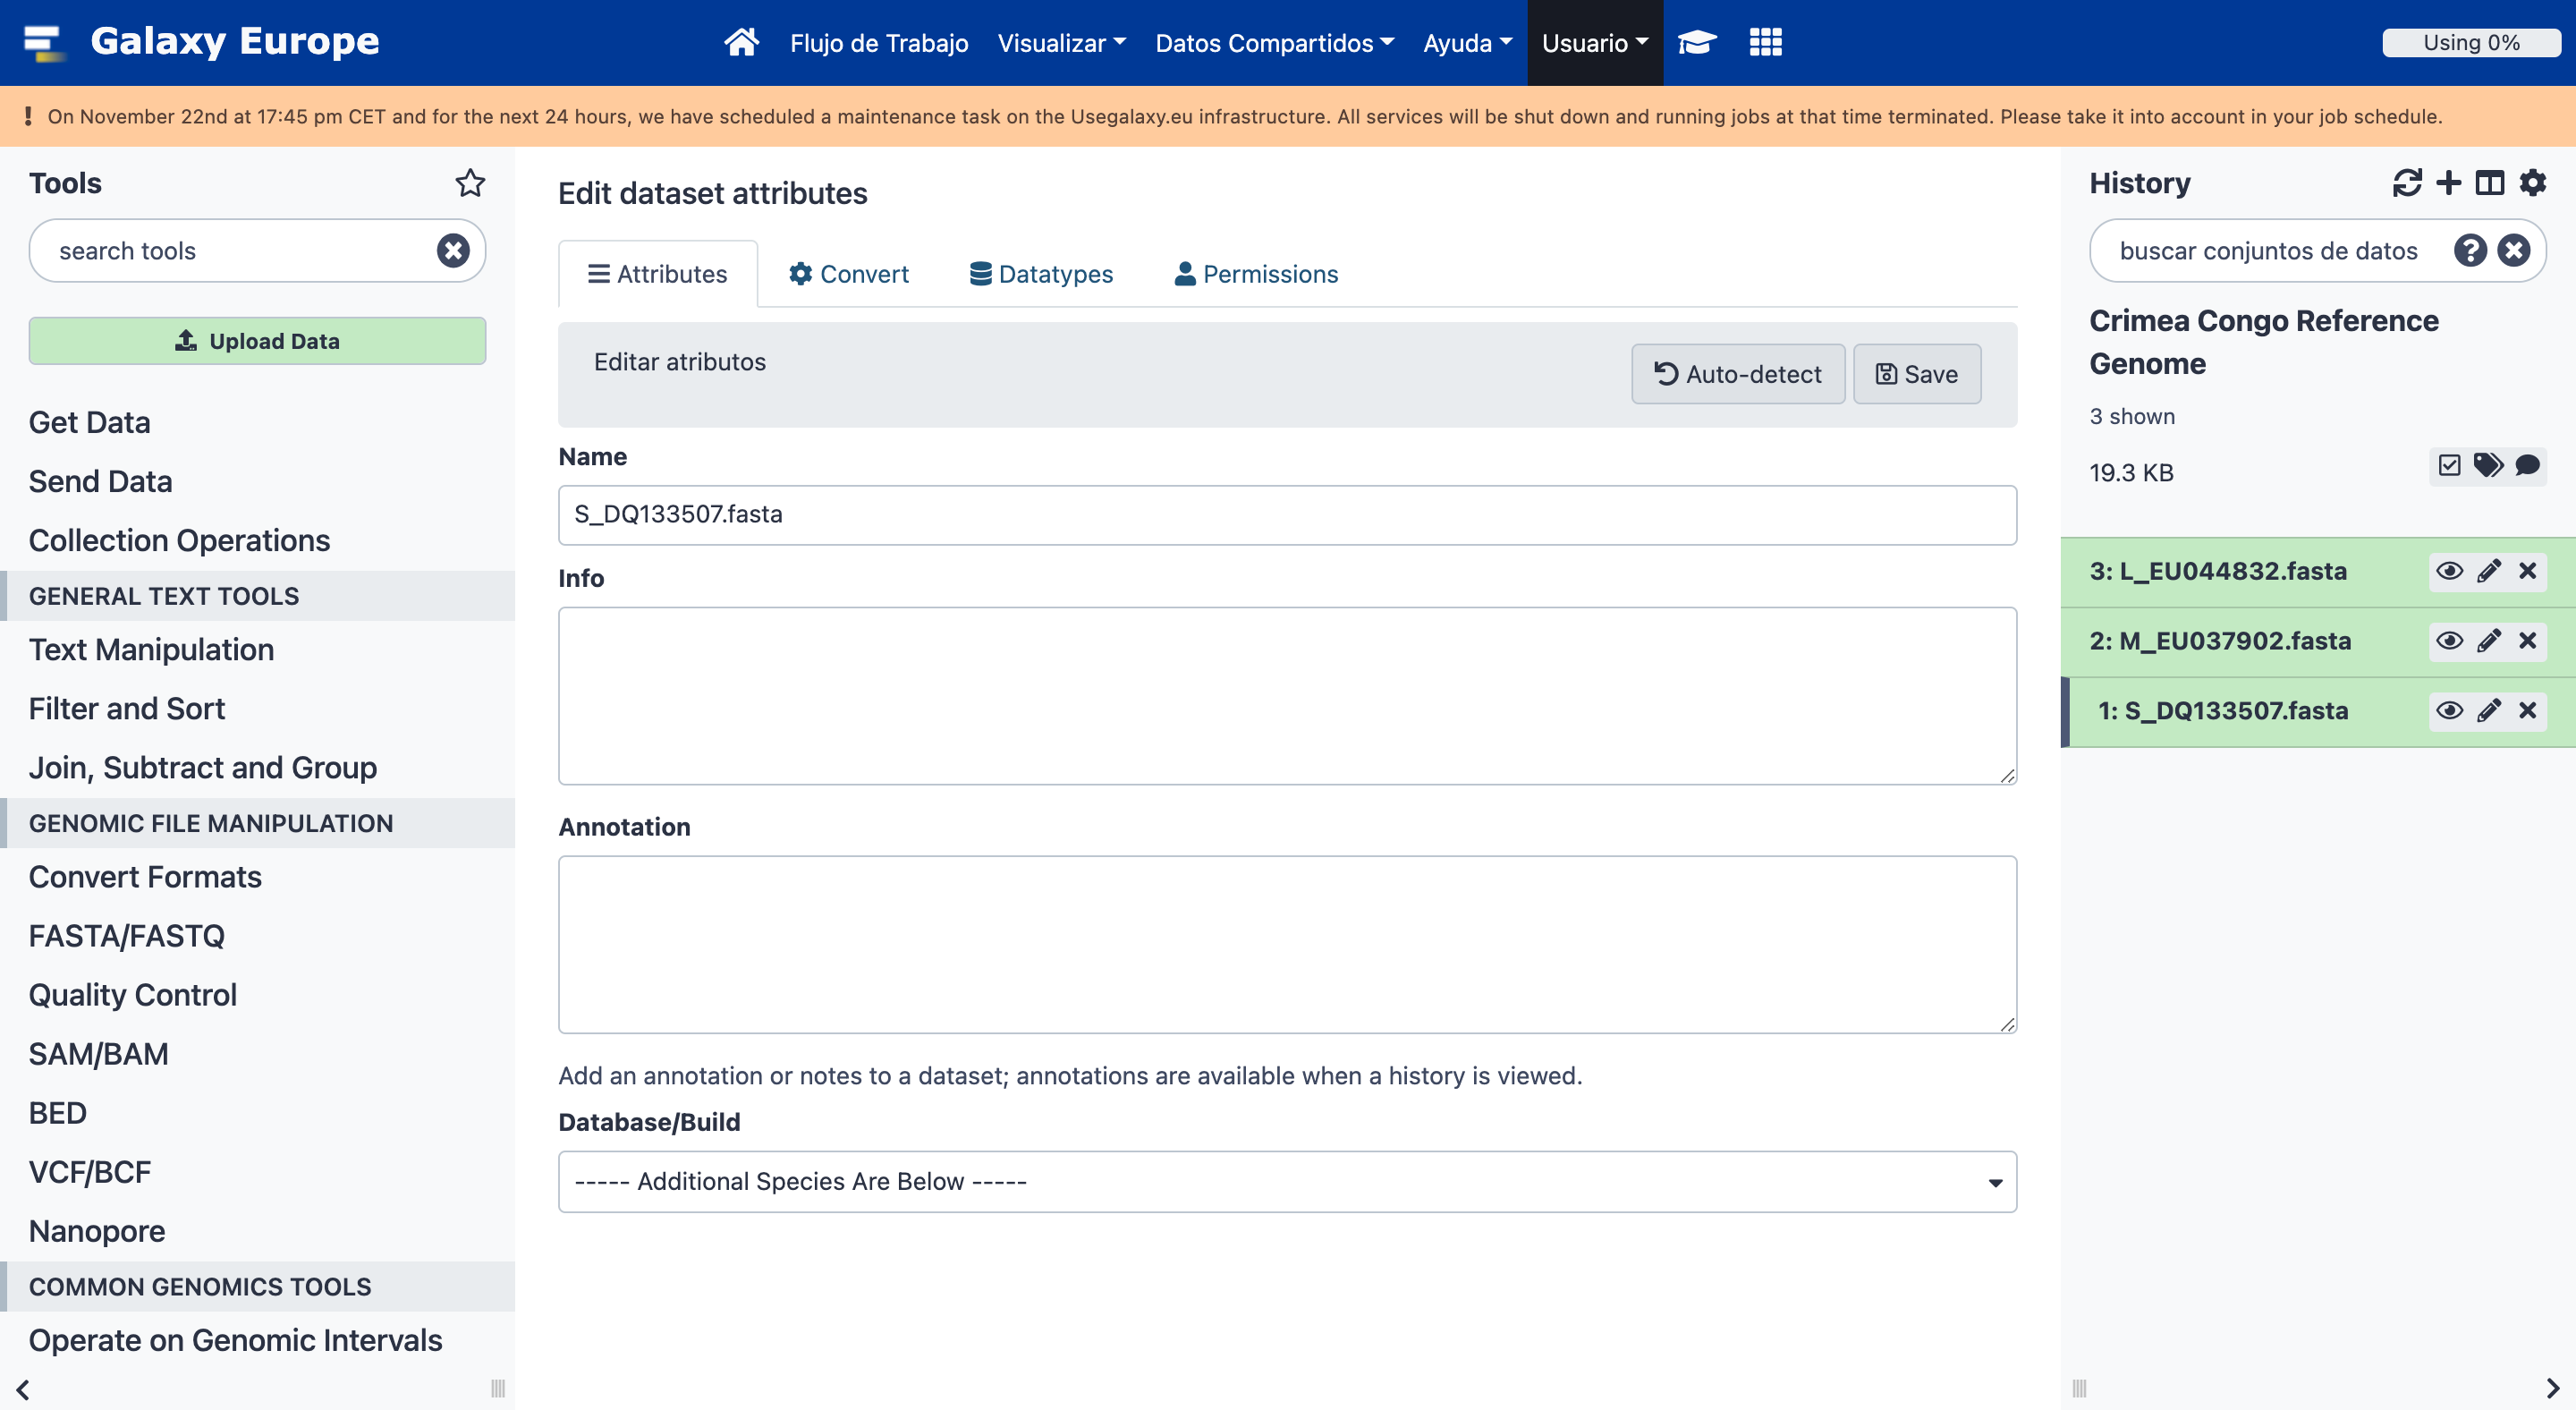 Galaxy Europe
Flujo de Trabajo
Visualizar
Datos Compartidos
Ayuda
Usuario
Using 0%
On November 22nd at 17:45 pm CET and for the next 24 hours, we have scheduled a maintenance task on the Usegalaxy.eu infrastructure. All services will be shut down and running jobs at that time terminated. Please take it into account in your job schedule.
Tools
search tools
Upload Data
Get Data
Send Data
Collection Operations
GENERAL TEXT TOOLS
Text Manipulation
Filter and Sort
Join, Subtract and Group
GENOMIC FILE MANIPULATION
Convert Formats
FASTA/FASTQ
Quality Control
SAM/BAM
BED
VCF/BCF
Nanopore
COMMON GENOMICS TOOLS
Operate on Genomic Intervals
Edit dataset attributes
Attributes
Convert
Datatypes
Permissions
Editar atributos
Auto-detect
Save
Name
S_DQ133507.fasta
Info
Annotation
Add an annotation or notes to a dataset; annotations are available when a history is viewed.
Database/Build
----- Additional Species Are Below -----
History
buscar conjuntos de datos
Crimea Congo Reference
Genome
3 shown
19.3 KB
3: L_EU044832.fasta
2: M_EU037902.fasta
1: S_DQ133507.fasta